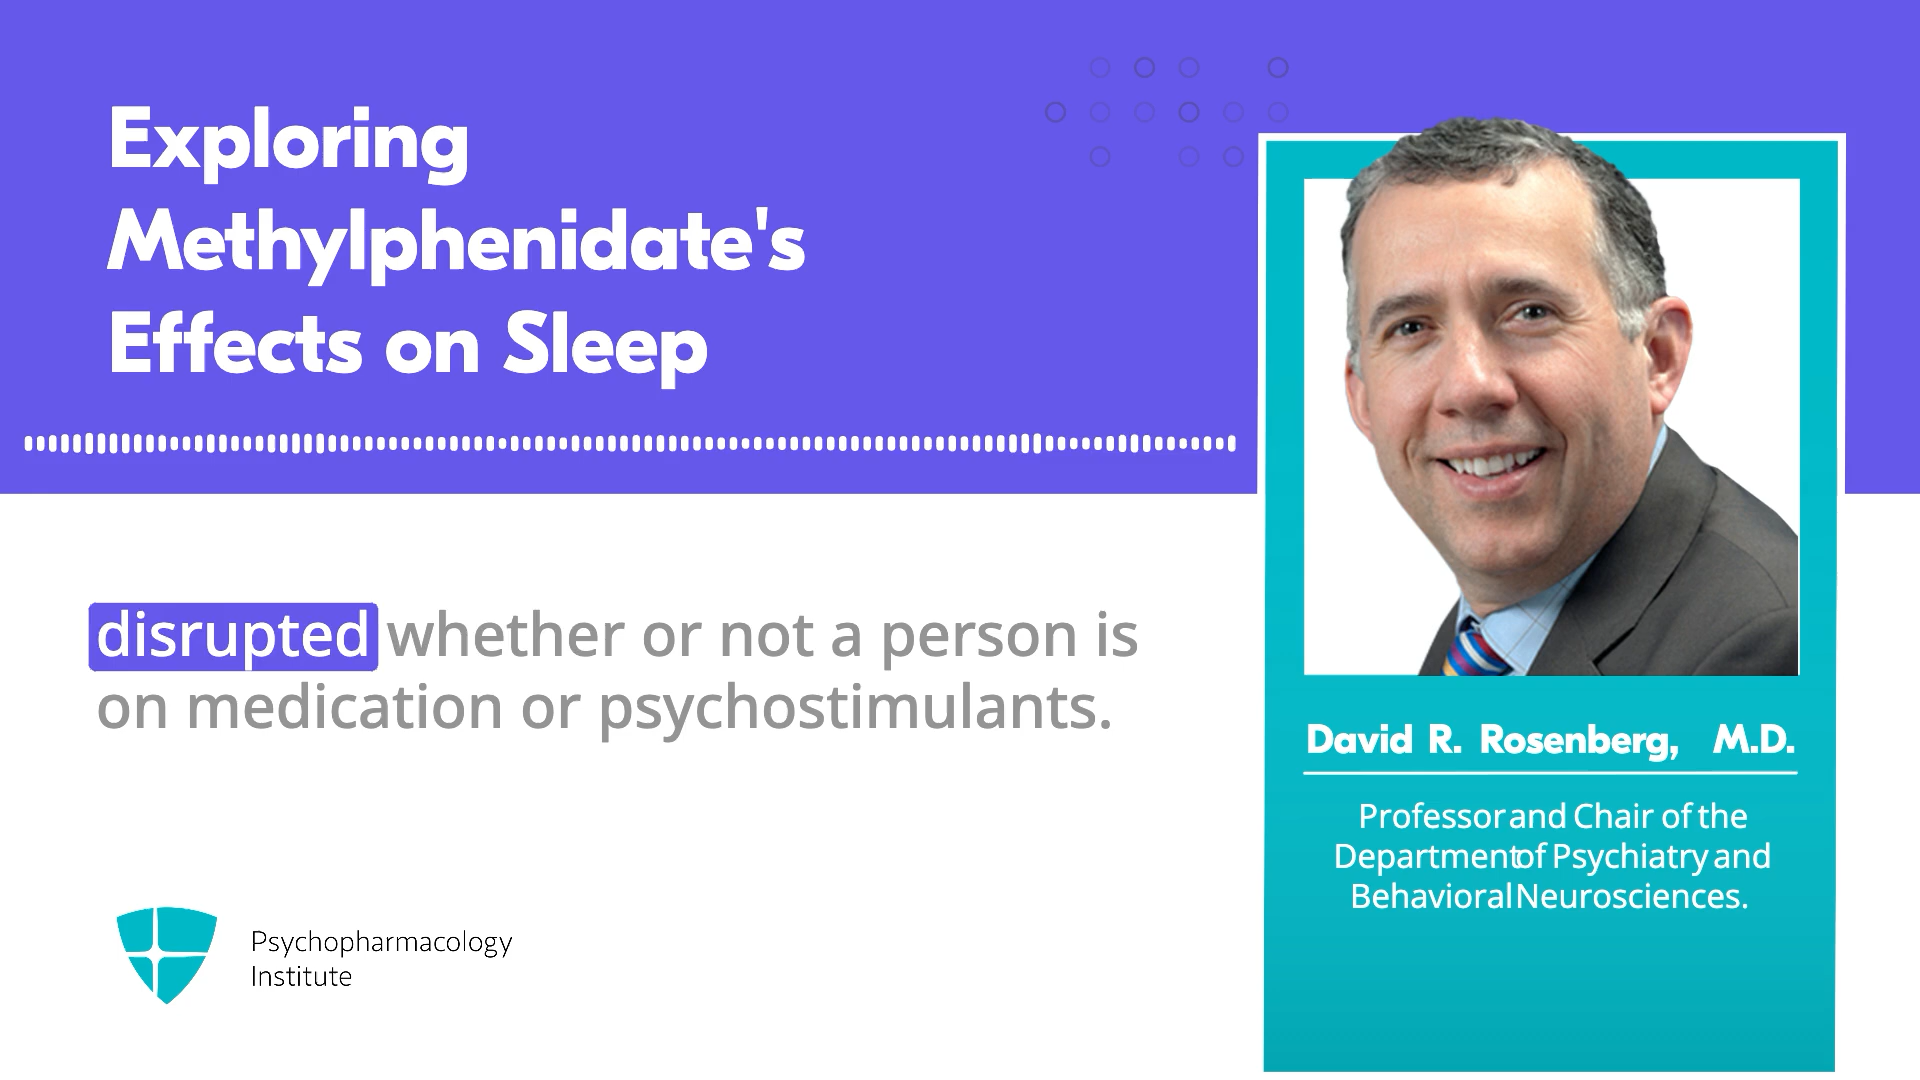 Exploring
Methylphenidate's
Effects on Sleep
disrupted whether or not a person is
on medication or psychostimulants.
Psychopharmacology
Institute
David R. Rosenberg, M.D.
Professor and Chair of the
Department of Psychiatry and
Behavioral Neurosciences.